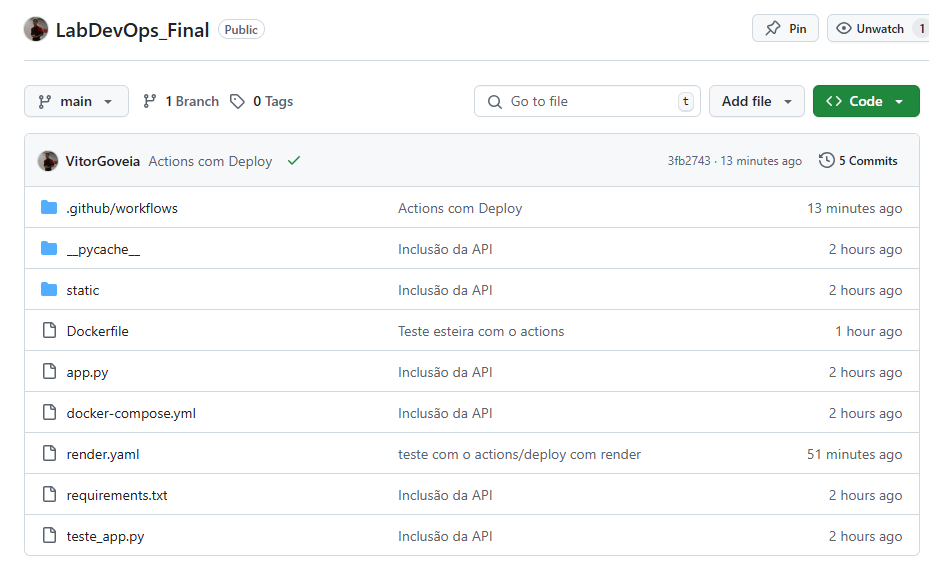 LabDevOps_Final Public Pin Unwatch 1
main 1 Branch 0 Tags Go to file t Add file <> Code
VitorGoveia Actions com Deploy 3fb2743 · 13 minutes ago 5 Commits
.github/workflows Actions com Deploy 13 minutes ago
__pycache__ Inclusão da API 2 hours ago
static Inclusão da API 2 hours ago
Dockerfile Teste esteira com o actions 1 hour ago
app.py Inclusão da API 2 hours ago
docker-compose.yml Inclusão da API 2 hours ago
render.yaml teste com o actions/deploy com render 51 minutes ago
requirements.txt Inclusão da API 2 hours ago
teste_app.py Inclusão da API 2 hours ago